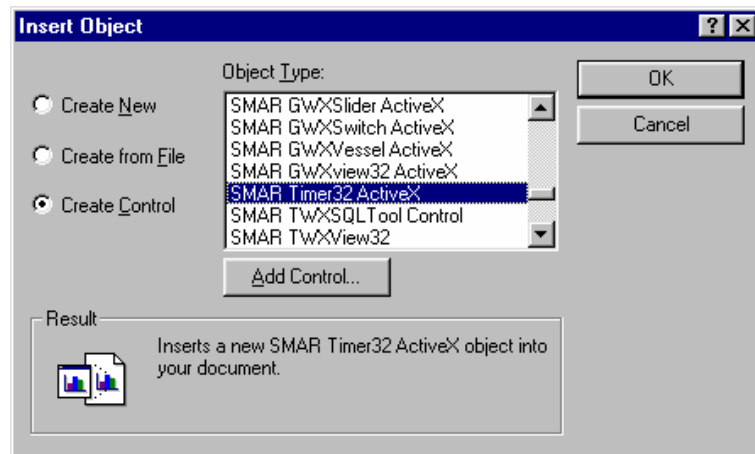 Insert Object
Object Type:
Create New
Create from File
Create Control
SMAR GWXSlider ActiveX
SMAR GWXSwitch ActiveX
SMAR GWXVessel ActiveX
SMAR GWXview32 ActiveX
SMAR Timer32 ActiveX
SMAR TWXSQLTool Control
SMAR TWXView32
OK
Cancel
Add Control...
Result
Inserts a new SMAR Timer32 ActiveX object into
your document.